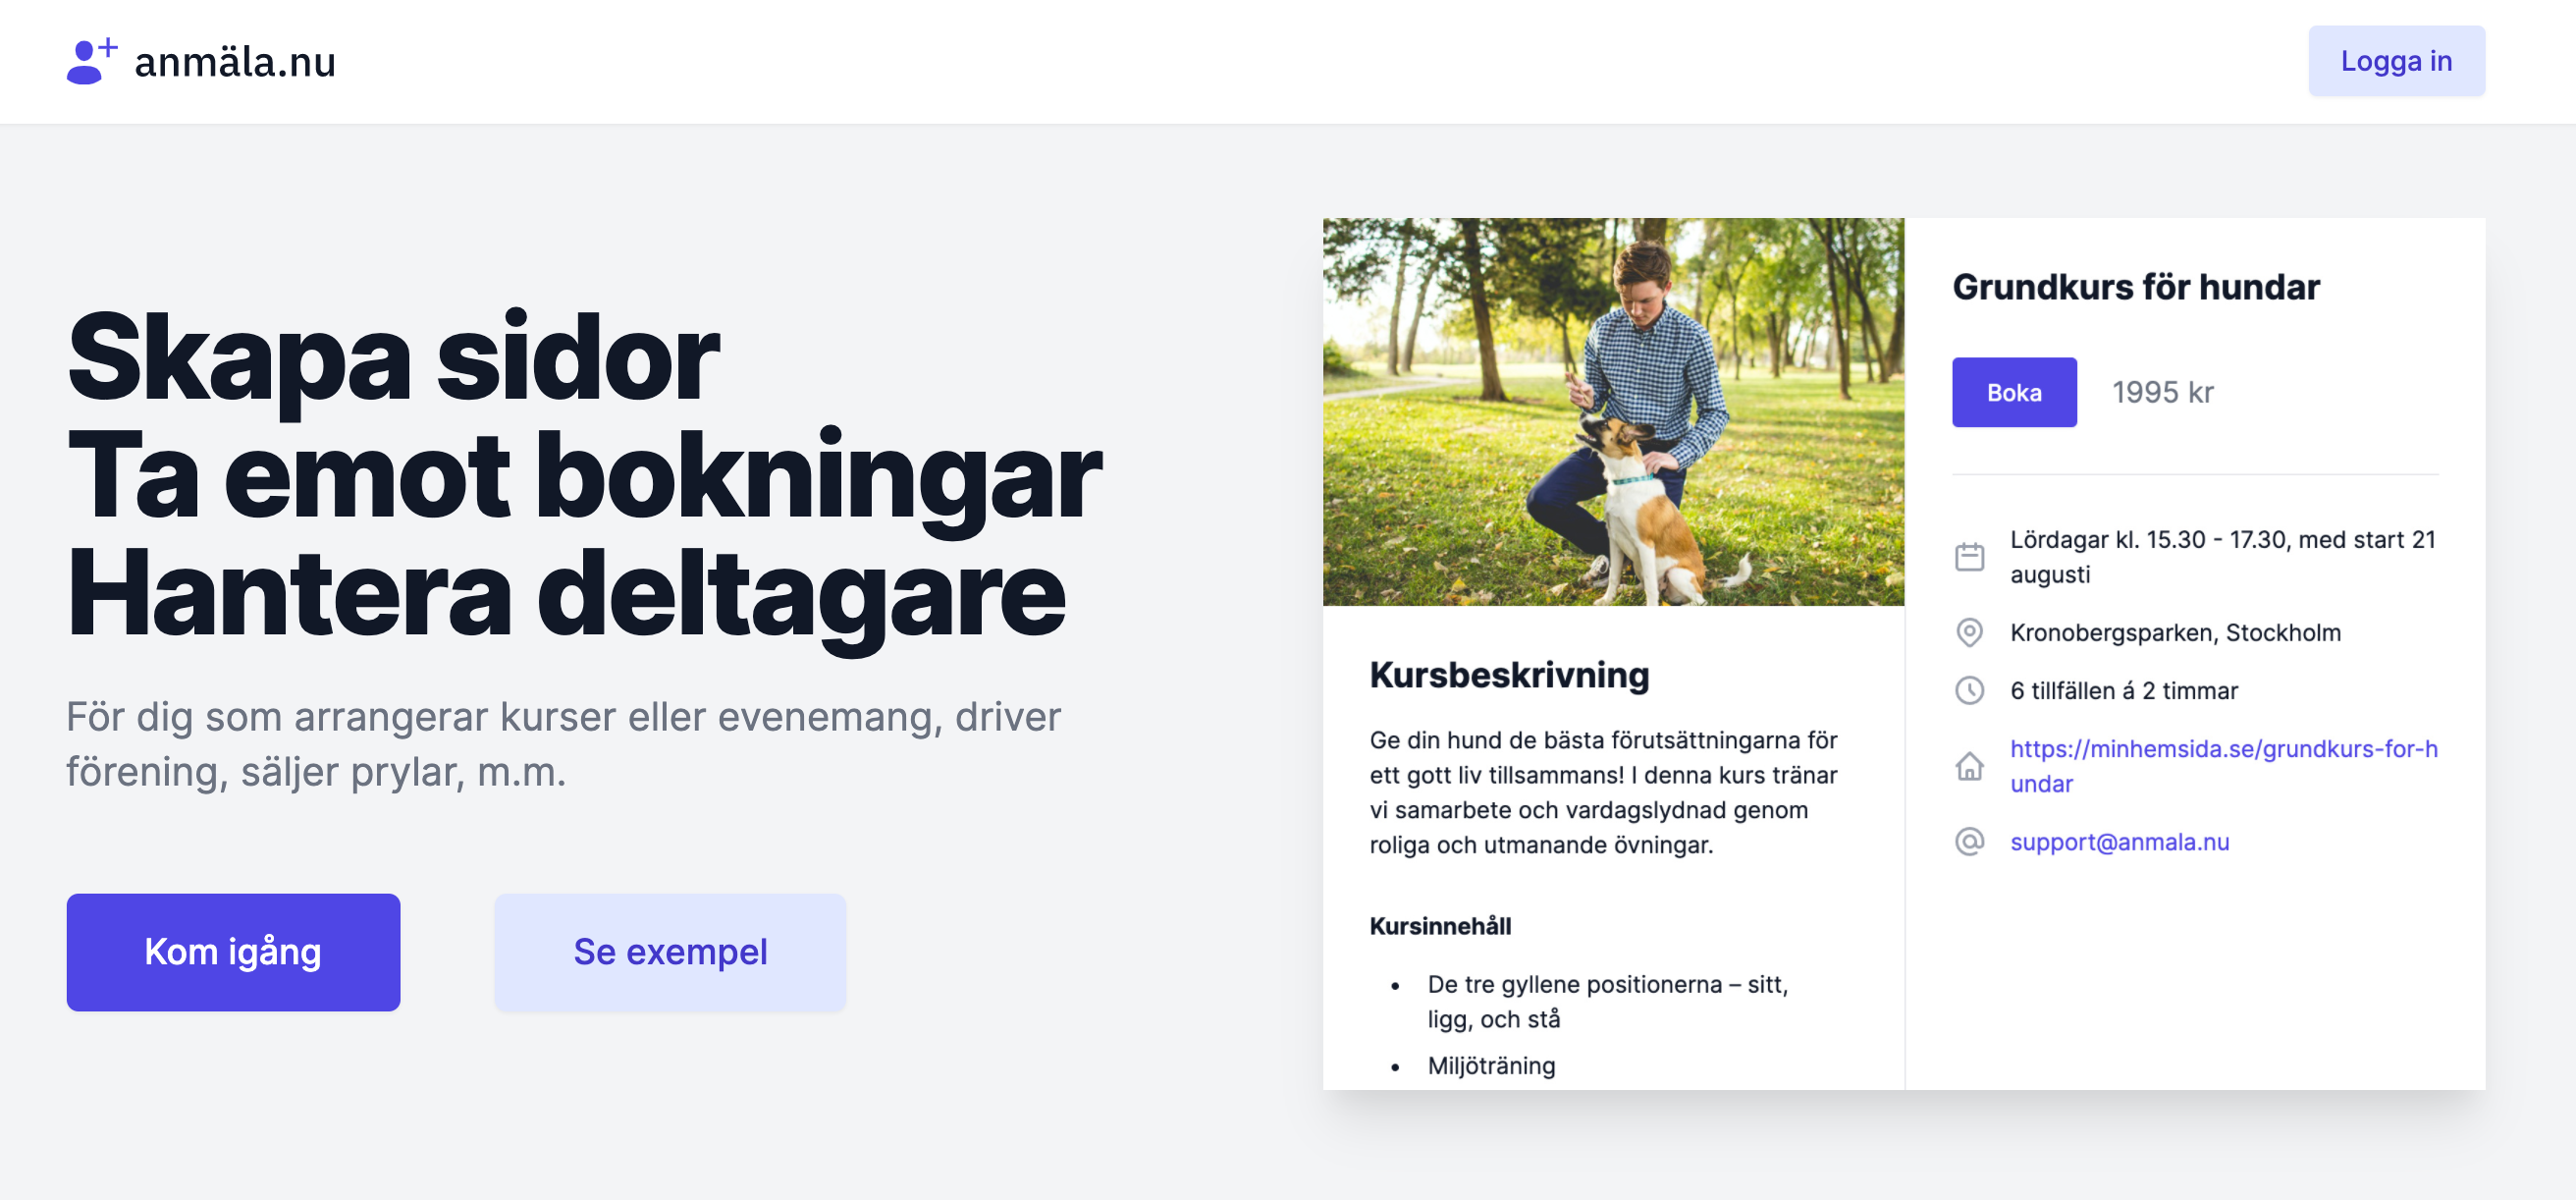 anmäla.nu
Logga in
Skapa sidor
Ta emot bokningar
Hantera deltagare
För dig som arrangerar kurser eller evenemang, driver
förening, säljer prylar, m.m.
Kom igång
Se exempel
Kursbeskrivning
Ge din hund de bästa förutsättningarna för
ett gott liv tillsammans! I denna kurs tränar
vi samarbete och vardagslydnad genom
roliga och utmanande övningar.
Kursinnehåll
• De tre gyllene positionerna – sitt,
ligg, och stå
• Miljöträning
Grundkurs för hundar
Boka
1995 kr
Lördagar kl. 15.30 - 17.30, med start 21
augusti
Kronobergsparken, Stockholm
6 tillfällen á 2 timmar
https://minhemsida.se/grundkurs-for-h
undar
support@anmala.nu